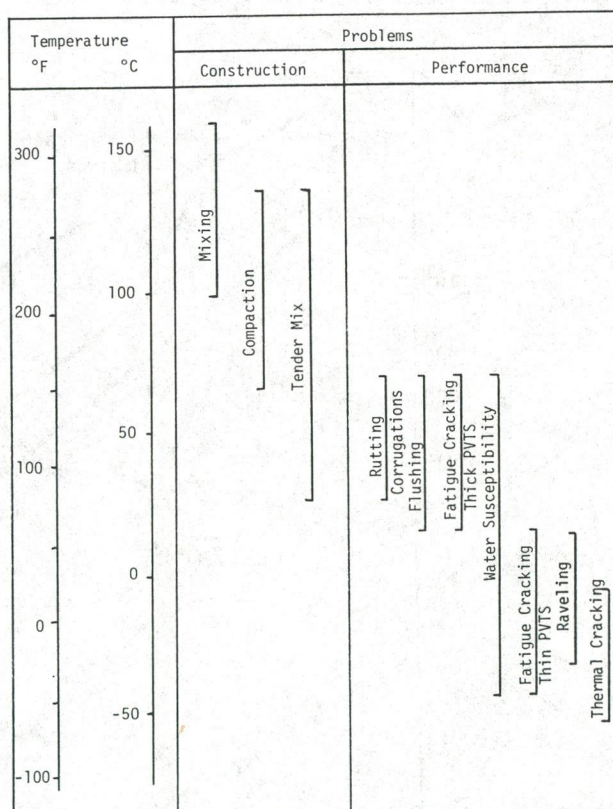 Temperature
°F °C
Problems
Construction
Performance
300
200
100
0
-100
150
100
50
0
-50
Mixing
Compaction
Tender Mix
Rutting
Corrugations
Flushing
Fatigue Cracking
Thick PVTS
Water Susceptibility
Fatigue Cracking
Thin PVTS
Raveling
Thermal Cracking